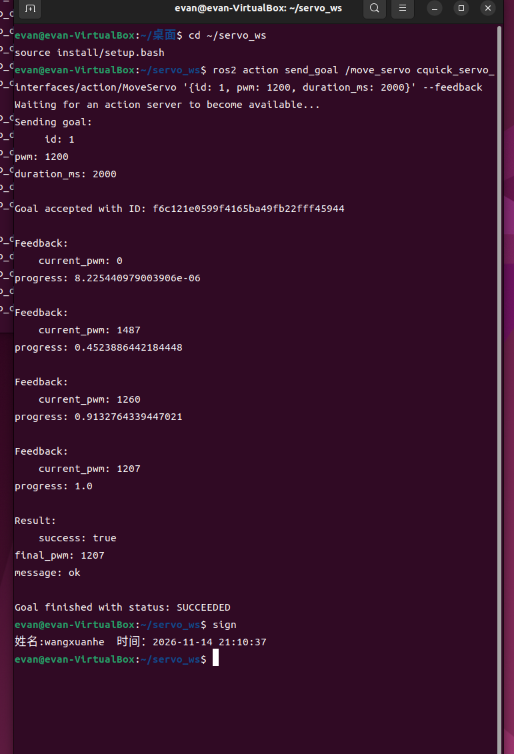 evan@evan-VirtualBox: ~/servo_ws
evan@evan-VirtualBox:~/桌面$ cd ~/servo_ws
source install/setup.bash
evan@evan-VirtualBox:~/servo_ws$ ros2 action send_goal /move_servo cquick_servo_
interfaces/action/MoveServo '{id: 1, pwm: 1200, duration_ms: 2000}' --feedback
Waiting for an action server to become available...
Sending goal:
     id: 1
pwm: 1200
duration_ms: 2000

Goal accepted with ID: f6c121e0599f4165ba49fb22fff45944

Feedback:
    current_pwm: 0
progress: 8.225440979003906e-06

Feedback:
    current_pwm: 1487
progress: 0.4523886442184448

Feedback:
    current_pwm: 1260
progress: 0.9132764339447021

Feedback:
    current_pwm: 1207
progress: 1.0

Result:
    success: true
final_pwm: 1207
message: ok

Goal finished with status: SUCCEEDED
evan@evan-VirtualBox:~/servo_ws$ sign
姓名:wangxuanhe  时间：2026-11-14 21:10:37
evan@evan-VirtualBox:~/servo_ws$